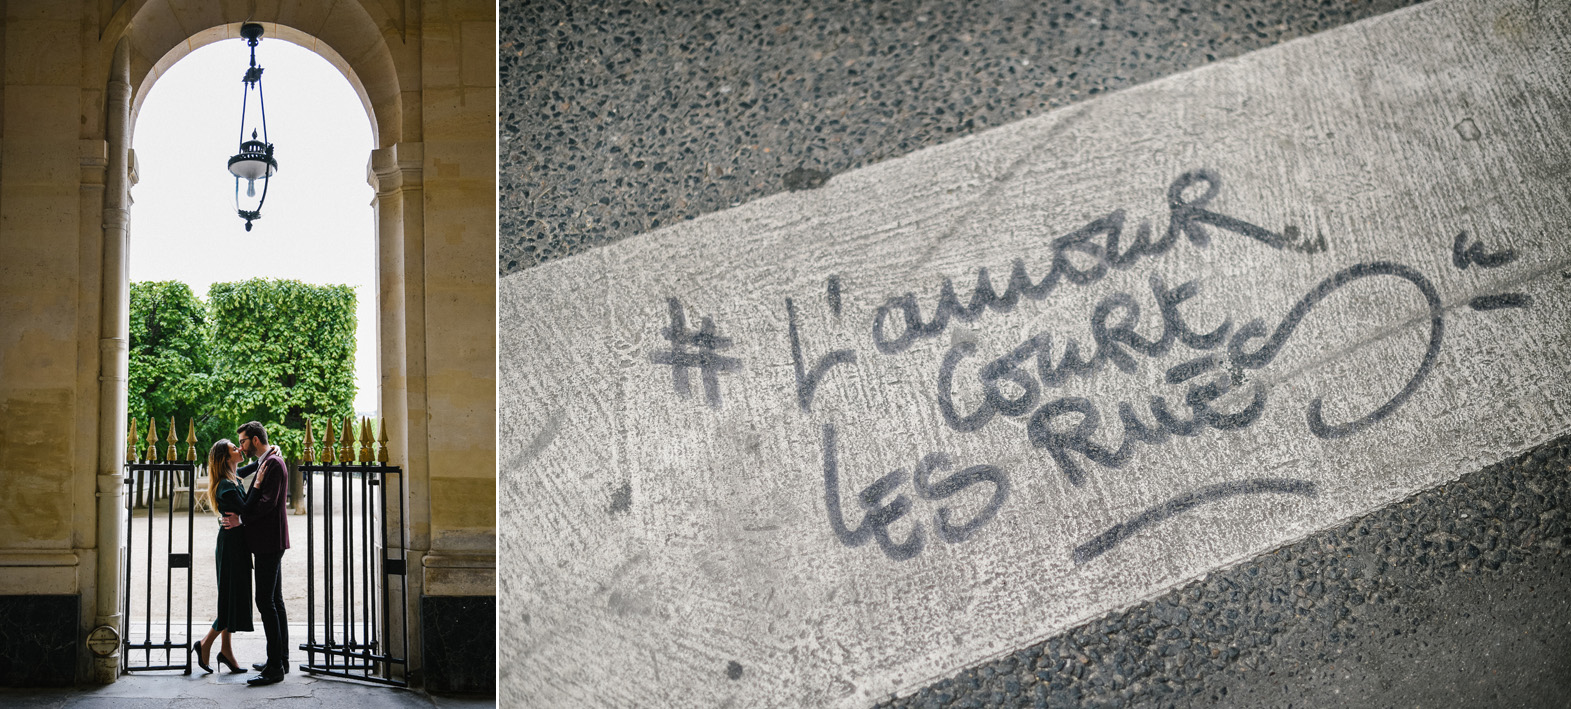 # L'amour
Court
LES Rues